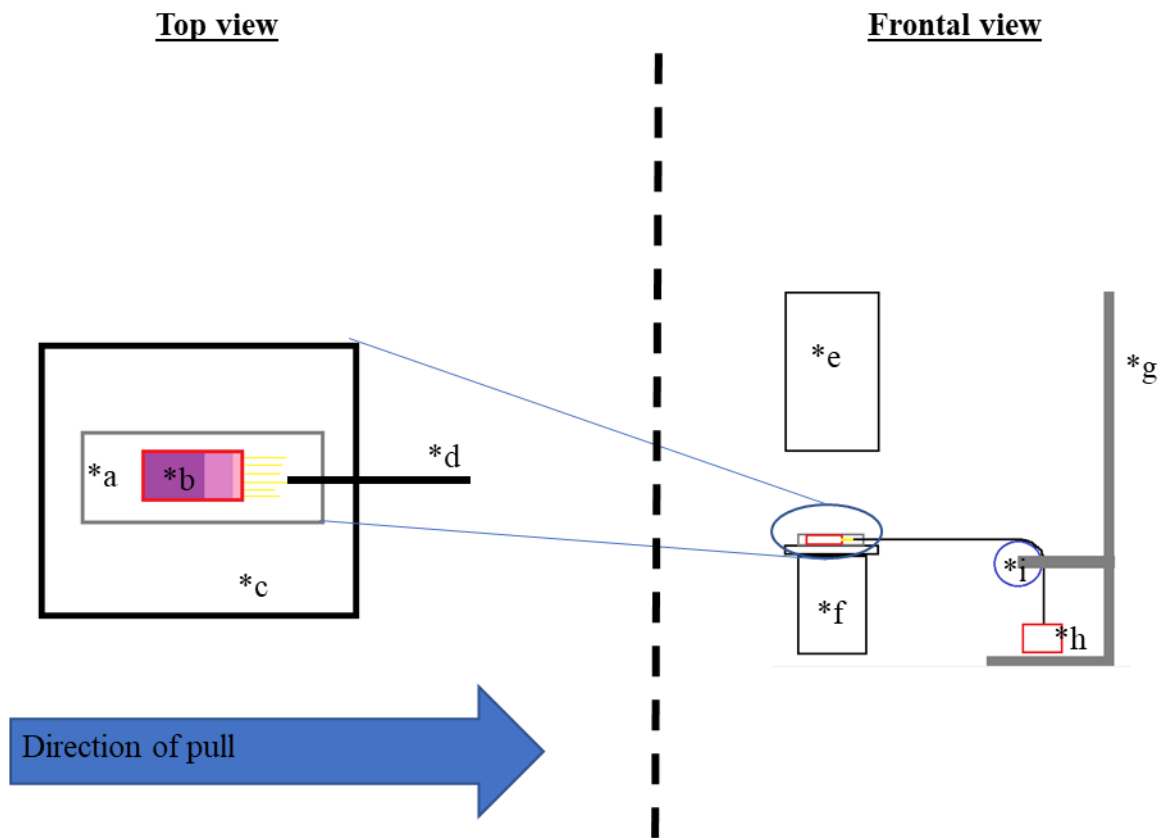 Top view
Frontal view
*e
*g
*d
*a
*b
*i
*c
*f
*h
Direction of pull